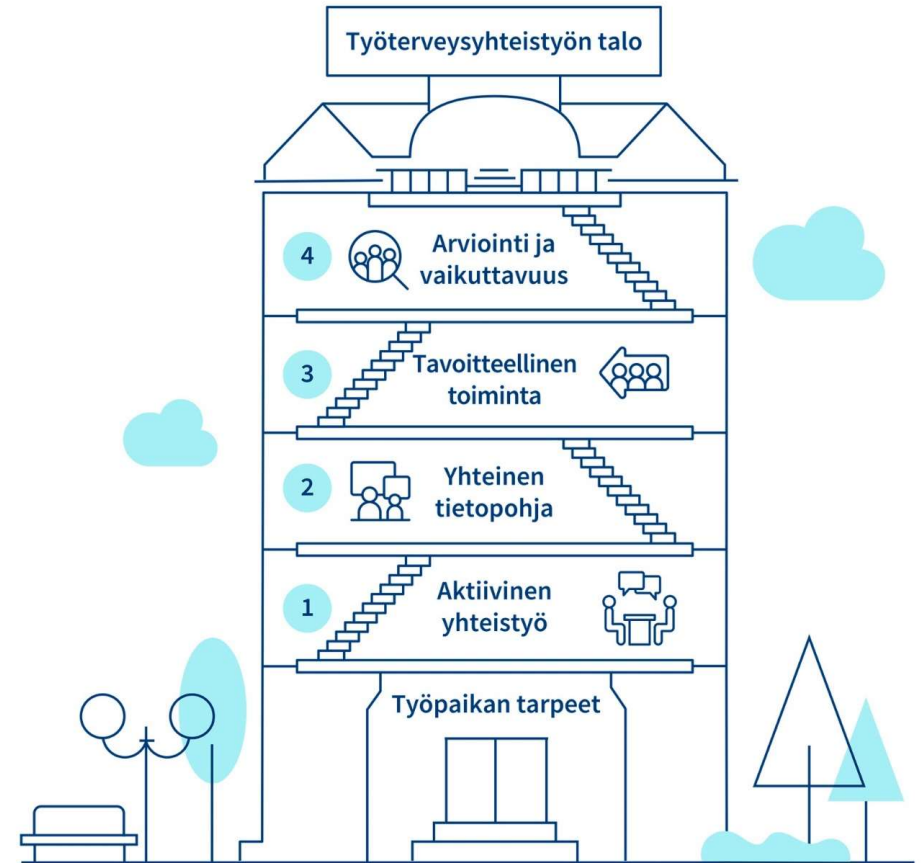 Työterveysyhteistyön talo
4
Arviointi ja
vaikuttavuus
3
Tavoitteellinen
toiminta
2
Yhteinen
tietopohja
1
Aktiivinen
yhteistyö
Työpaikan tarpeet